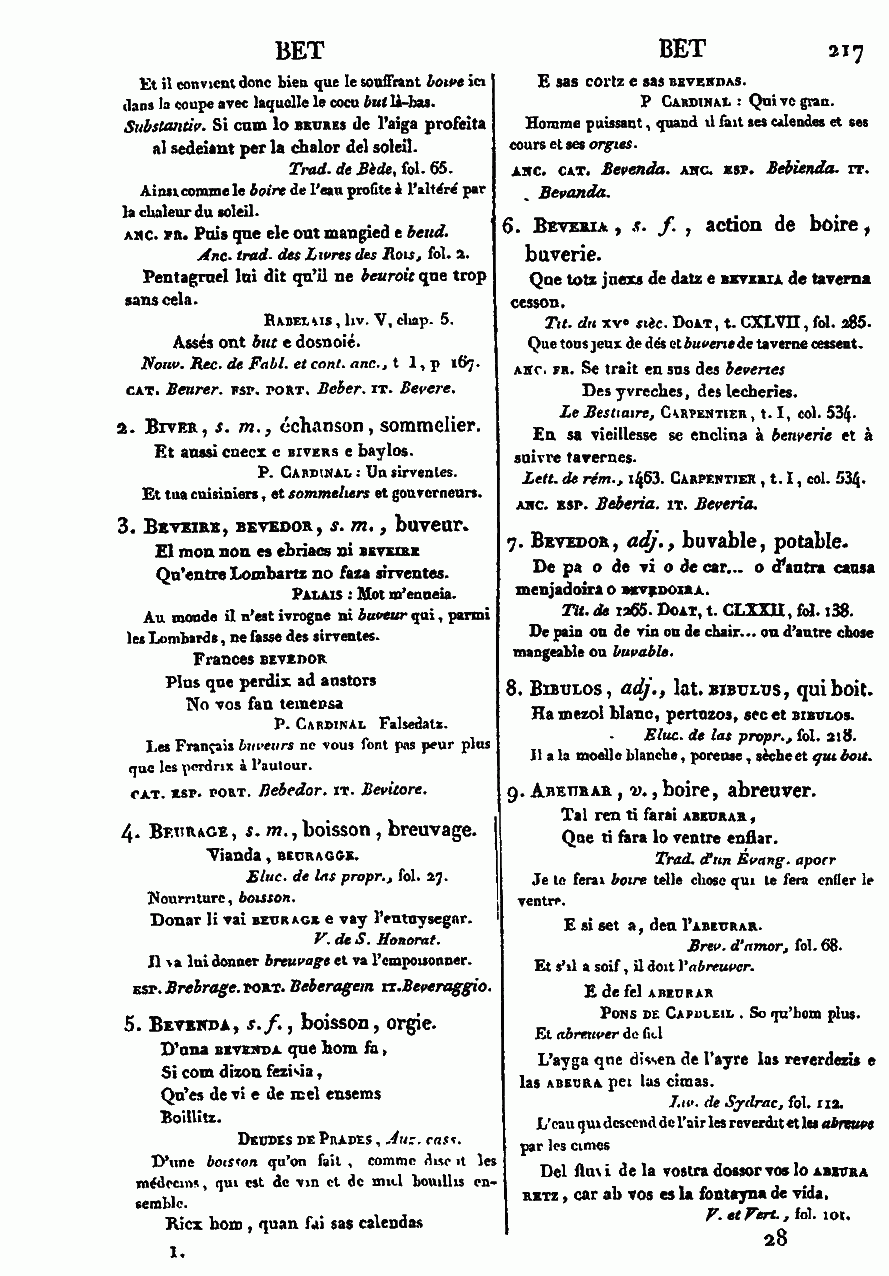 BET
Et il convient donc bien que le souffrant boive ici
dans la coupe avec laquelle le cocu but là-bas.
Substantiv. Si cum lo BEURES de l'aiga profeita
al sedeiant per la chalor del soleil.
Trad. de Bède, fol. 65.
Ainsi comme le boire de l'eau profite à l'altéré par
la chaleur du soleil.
ANC. FR. Puis que ele out mangied e beud.
Anc. trad. des Livres des Rois, fol. 2.
Pentagruel lui dit qu'il ne beuroit que trop
sans cela.
RABELAIS, liv. V, chap. 5.
Assés ont but e dosnoié.
Nouv. Rec. de Fabl. et cont. anc., t 1, p 167.
CAT. Beurer. ESP. PORT. Beber. IT. Bevere.
2. BIVER, s. m., échanson, sommelier.
Et aussi cuecx e BIVERS e baylos.
P. CARDINAL : Un sirventes.
Et tua cuisiniers, et sommeliers et gouverneurs.
3. BEVEIRE, BEVEDOR, s. m., buveur.
El mon non es ebriacs ni BEVEIRE
Qu'entre Lombartz no faza sirventes.
PALAIS : Mot m'enneia.
Au monde il n'est ivrogne ni buveur qui, parmi
les Lombards, ne fasse des sirventes.
Frances BEVEDOR
Plus que perdix ad austors
No vos fan temensa
P. CARDINAL Falsedatz.
Les Français buveurs ne vous font pas peur plus
que les perdrix à l'autour.
CAT. ESP. PORT. Bebedor. IT. Bevitore.
4. BEURAGE, s. m., boisson, breuvage.
Vianda, BEURAGGE.
Eluc. de las propr., fol. 27.
Nourriture, boisson.
Donar li vai BEURAGE e vay l'entuysegar.
V. de S. Honorat.
Il va lui donner breuvage et va l'empoisonner.
ESP. Brebrage. PORT. Beberagem IT. Beveraggio.
5. BEVENDA, s. f., boisson, orgie.
D'una BEVENDA que hom fa,
Si com dizon fezisia,
Qu'es de vi e de mel ensems
Boillitz.
DEUDES DE PRADES, Auz. cass.
D'une boisson qu'on fait, comme disent les
médecins, qui est de vin et de miel bouillis en-
semble.
Ricx hom, quan fai sas calendas
1.
BET 217
E sas cortz e sas BEVENDAS.
P CARDINAL : Qui ve gran.
Homme puissant, quand il fait ses calendes et ses
cours et ses orgies.
ANC. CAT. Bevenda. ANC. ESP. Bebienda. IT.
Bevanda.
6. BEVERIA, s. f., action de boire,
buverie.
Que totz juexs de datz e BEVERIA de taverna
cesson.
Tit. du XVe sièc. DOAT, t. CXLVII, fol. 285.
Que tous jeux de dés et buverie de taverne cessent.
ANC. FR. Se trait en sus des beveries
Des yvreches, des lecheries.
Le Bestiaire, CARPENTIER, t. I, col. 534.
En sa vieillesse se enclina à beuverie et à
suivre tavernes.
Lett. de rém., 1463. CARPENTIER, t. I, col. 534.
ANC. ESP. Beberia. IT. Beveria.
7. BEVEDOR, adj., buvable, potable.
De pa o de vi o de car... o d'autra causa
menjadoira o BEVEDOIRA.
Tit. de 1265. DOAT, t. CLXXII, fol. 138.
De pain ou de vin ou de chair... ou d'autre chose
mangeable ou buvable.
8. BIBULOS, adj., lat. BIBULUS, qui boit.
Ha mezol blanc, pertuzos, sec et BIBULOS.
Eluc. de las propr., fol. 218.
Il a la moelle blanche, poreuse, sèche et qui boit.
9. ABEURAR, v., boire, abreuver.
Tal ren ti farai ABEURAR,
Que ti fara lo ventre enflar.
Trad. d'un Évang. apocr
Je te ferai boire telle chose qui te fera enfler le
ventre.
E si set a, deu l'ABEURAR.
Brev. d'amor, fol. 68.
Et s'il a soif, il doit l'abreuver.
E de fel ABEURAR
PONS DE CAPDUEIL. So qu'hom plus.
Et abreuver de fiel
L'ayga que dissen de l'ayre las reverdezis e
las ABEURA per las cimas.
Liv. de Sydrac, fol. 112.
L'eau qui descend de l'air les reverdit et les abreuve
par les cimes
Del fluvi de la vostra dossor vos lo ABEURA
RETZ, car ab vos es la fontayna de vida.
V. et Vert., fol. 101.
28